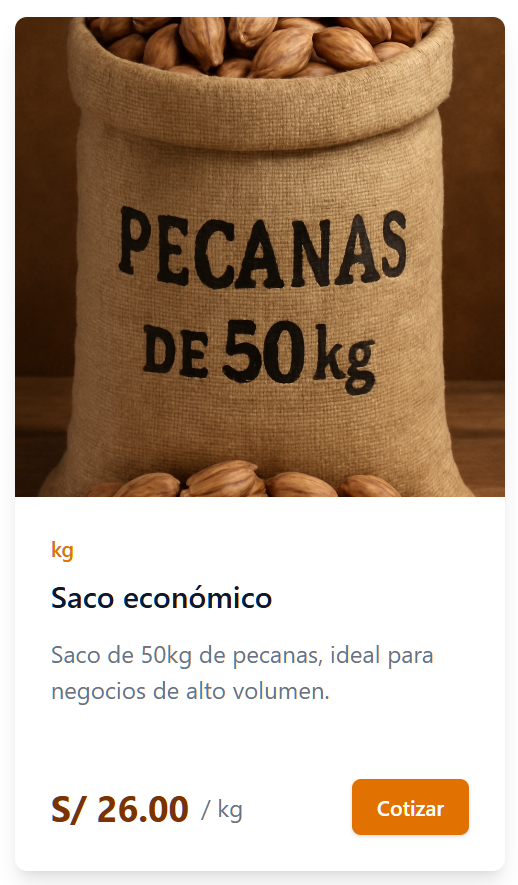 PECANAS
DE 50 kg
kg
Saco económico
Saco de 50kg de pecanas, ideal para
negocios de alto volumen.
S/ 26.00 / kg
Cotizar